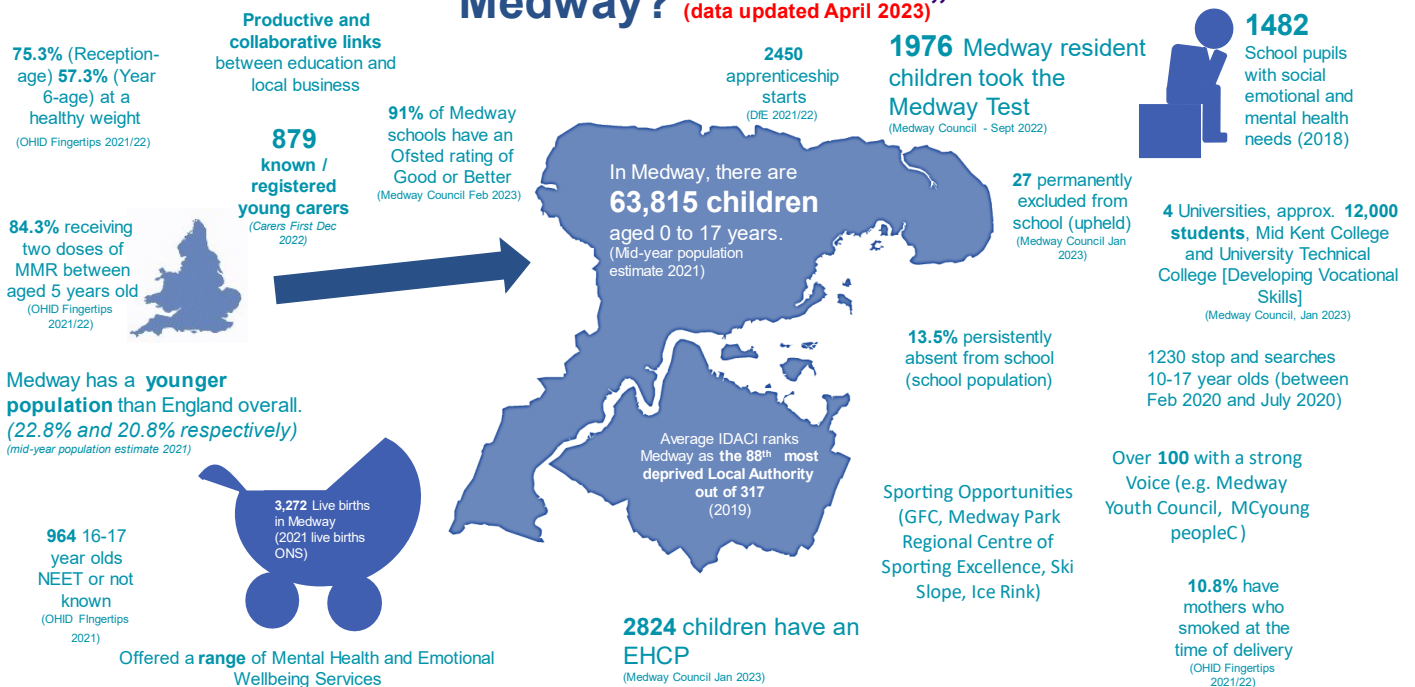 Medway? (data updated April 2023)”
75.3% (Reception-
age) 57.3% (Year
6-age) at a
healthy weight
(OHID Fingertips 2021/22)
Productive and
collaborative links
between education and
local business
879
known /
registered
young carers
(Carers First Dec
2022)
91% of Medway
schools have an
Ofsted rating of
Good or Better
(Medway Council Feb 2023)
2450
apprenticeship
starts
(DfE 2021/22)
1976 Medway resident
children took the
Medway Test
(Medway Council - Sept 2022)
1482
School pupils
with social
emotional and
mental health
needs (2018)
84.3% receiving
two doses of
MMR between
aged 5 years old
(OHID Fingertips
2021/22)
In Medway, there are
63,815 children
aged 0 to 17 years.
(Mid-year population
estimate 2021)
27 permanently
excluded from
school (upheld)
(Medway Council Jan
2023)
4 Universities, approx. 12,000
students, Mid Kent College
and University Technical
College [Developing Vocational
Skills]
(Medway Council, Jan 2023)
13.5% persistently
absent from school
(school population)
1230 stop and searches
10-17 year olds (between
Feb 2020 and July 2020)
Medway has a younger
population than England overall.
(22.8% and 20.8% respectively)
(mid-year population estimate 2021)
Average IDACI ranks
Medway as the 88th most
deprived Local Authority
out of 317
(2019)
3,272 Live births
in Medway
(2021 live births
ONS)
964 16-17
year olds
NEET or not
known
(OHID FIngertips
2021)
Sporting Opportunities
(GFC, Medway Park
Regional Centre of
Sporting Excellence, Ski
Slope, Ice Rink)
Over 100 with a strong
Voice (e.g. Medway
Youth Council, MCyoung
peopleC)
10.8% have
mothers who
smoked at the
time of delivery
(OHID Fingertips
2021/22)
2824 children have an
EHCP
(Medway Council Jan 2023)
Offered a range of Mental Health and Emotional
Wellbeing Services